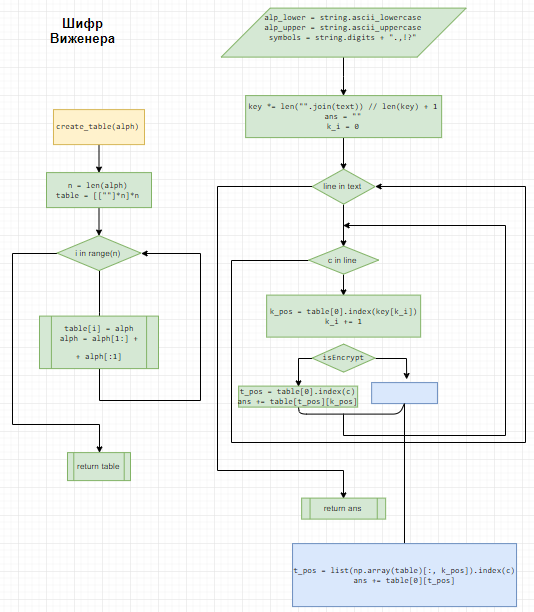 Шифр
Виженера
alp_lower = string.ascii_lowercase
alp_upper = string.ascii_uppercase
symbols = string.digits + ".,!?"
key *= len("".join(text)) // len(key) + 1
ans = ""
k_i = 0
create_table(alph)
n = len(alph)
table = [[""]*n]*n
line in text
i in range(n)
c in line
k_pos = table[0].index(key[k_i])
k_i += 1
table[i] = alph
alph = alph[1:] +
+ alph[:1]
isEncrypt
t_pos = table[0].index(c)
ans += table[t_pos][k_pos]
return table
return ans
t_pos = list(np.array(table)[:, k_pos]).index(c)
ans += table[0][t_pos]